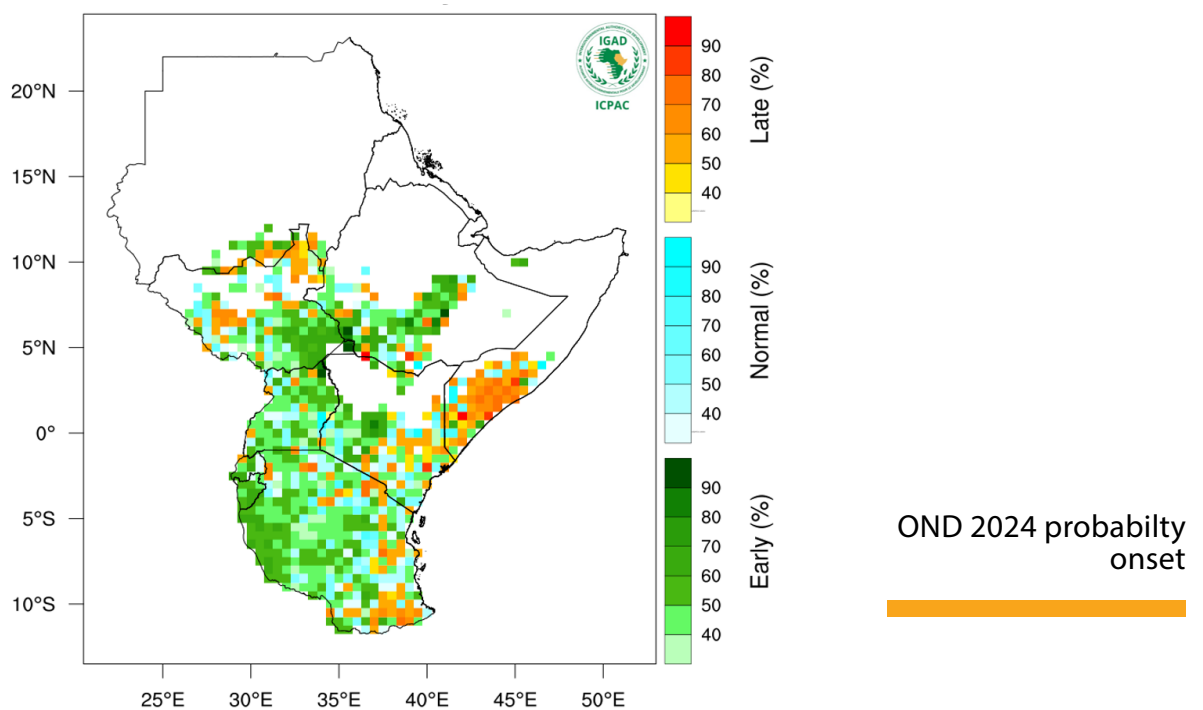 IGAD
ICPAC
20°N
15°N
10°N
5°N
0°
5°S
10°S
25°E
30°E
35°E
40°E
45°E
50°E
90
80
70
60
50
40
Late (%)
90
80
70
60
50
40
Normal (%)
90
80
70
60
50
40
Early (%)
OND 2024 probabilty
onset